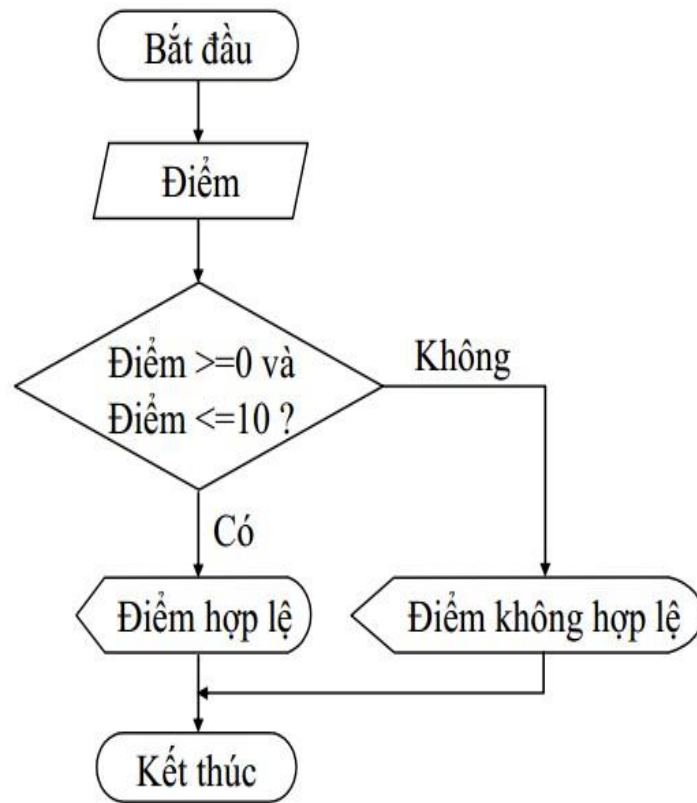 Bắt đầu
Điểm
Điểm >=0 và
Điểm <=10 ?
Không
Có
Điểm hợp lệ
Điểm không hợp lệ
Kết thúc